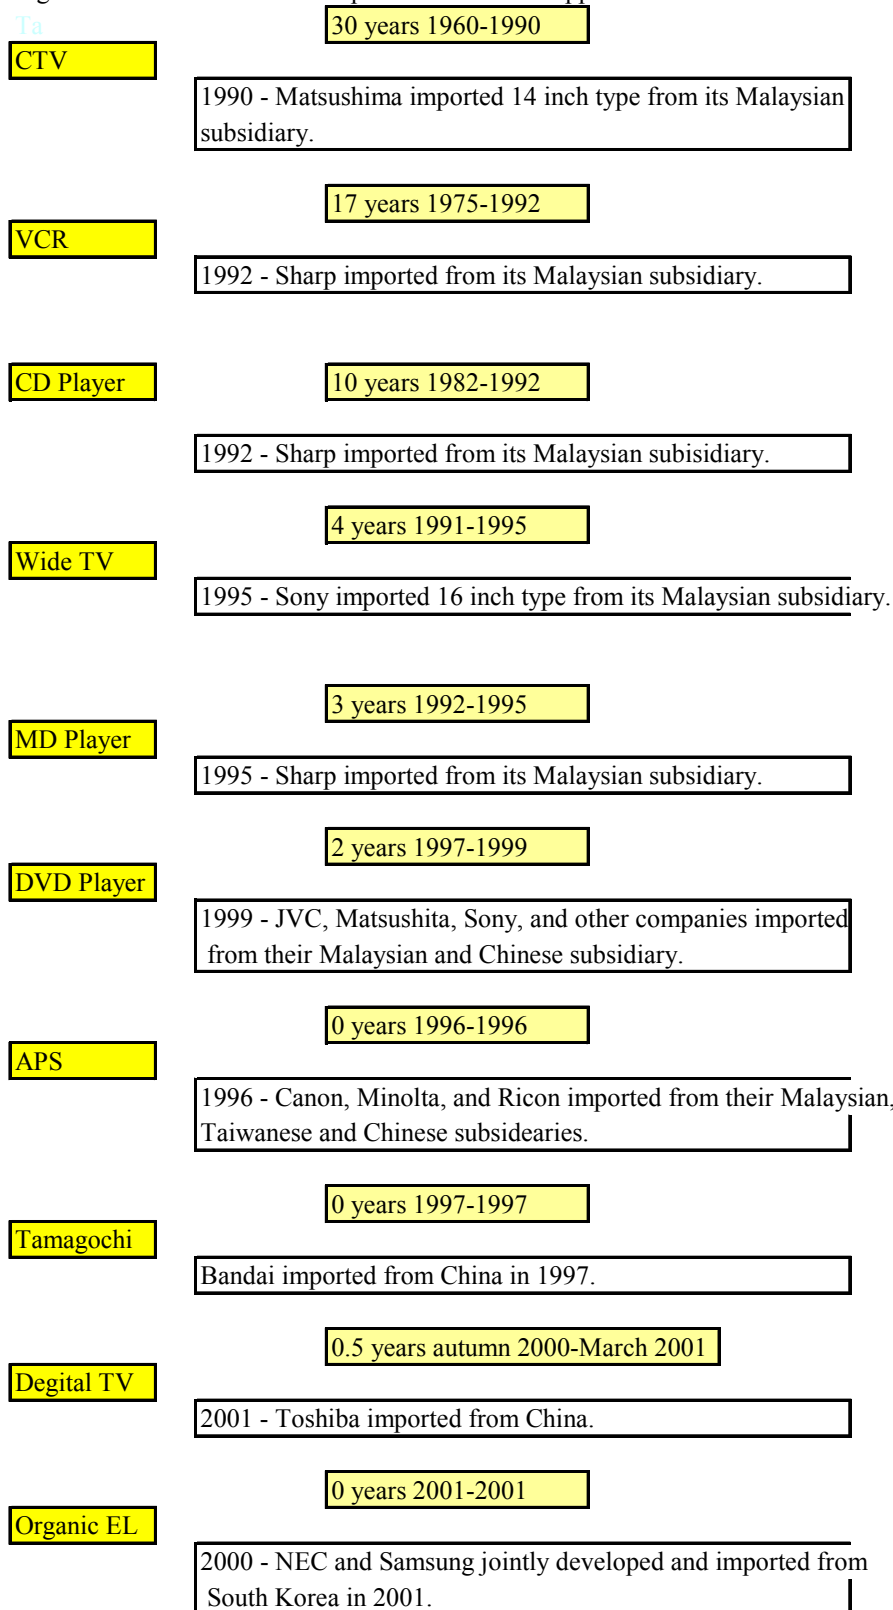 Ta
30 years 1960-1990
CTV
1990 - Matsushima imported 14 inch type from its Malaysian
subsidiary.
17 years 1975-1992
VCR
1992 - Sharp imported from its Malaysian subsidiary.
CD Player
10 years 1982-1992
1992 - Sharp imported from its Malaysian subisidiary.
4 years 1991-1995
Wide TV
1995 - Sony imported 16 inch type from its Malaysian subsidiary.
3 years 1992-1995
MD Player
1995 - Sharp imported from its Malaysian subsidiary.
2 years 1997-1999
DVD Player
1999 - JVC, Matsushita, Sony, and other companies imported
from their Malaysian and Chinese subsidiary.
0 years 1996-1996
APS
1996 - Canon, Minolta, and Ricon imported from their Malaysian,
Taiwanese and Chinese subsidearies.
0 years 1997-1997
Tamagochi
Bandai imported from China in 1997.
0.5 years autumn 2000-March 2001
Degital TV
2001 - Toshiba imported from China.
0 years 2001-2001
Organic EL
2000 - NEC and Samsung jointly developed and imported from
South Korea in 2001.